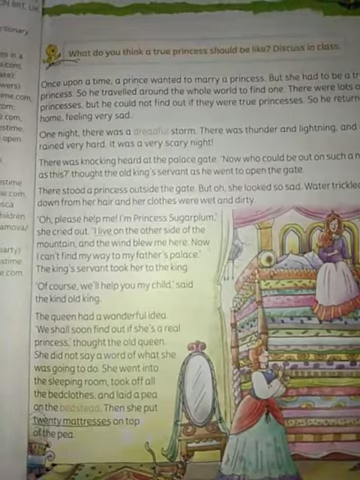 What do you think a true princess should be like? Discuss in class.
Once upon a time, a prince wanted to marry a princess. But she had to be a
princess. So he travelled around the world to find one. There were lots
princesses, but he could not find out if they were true princesses. So he
home, feeling very sad.
One night, there was a dreadful storm. There was thunder and lightning, and
rained very hard. It was a very scary night!
There was knocking heard at the palace gate. 'Now who could be out on such a
as this?' thought the old king's servant as he went to open the gate.
There stood a princess outside the gate. But oh, she looked so sad. Water
down from her hair and her clothes were wet and dirty.
'Oh, please help me! I'm Princess Sugarplum,'
she cried out. 'I live on the other side of the
mountain, and the wind blew me here. Now
I can't find my way to my father's palace.'
The king's servant took her to the king.
'Of course, we'll help you my child,' said
the kind old king.
The queen had a wonderful idea.
'We shall soon find out if she's a real
princess,' thought the old queen.
She did not say a word of what she
was going to do. She went into
the sleeping room, took off all
the bedclothes, and laid a pea
on the bedstead. Then she put
twenty mattresses on top
of the pea.